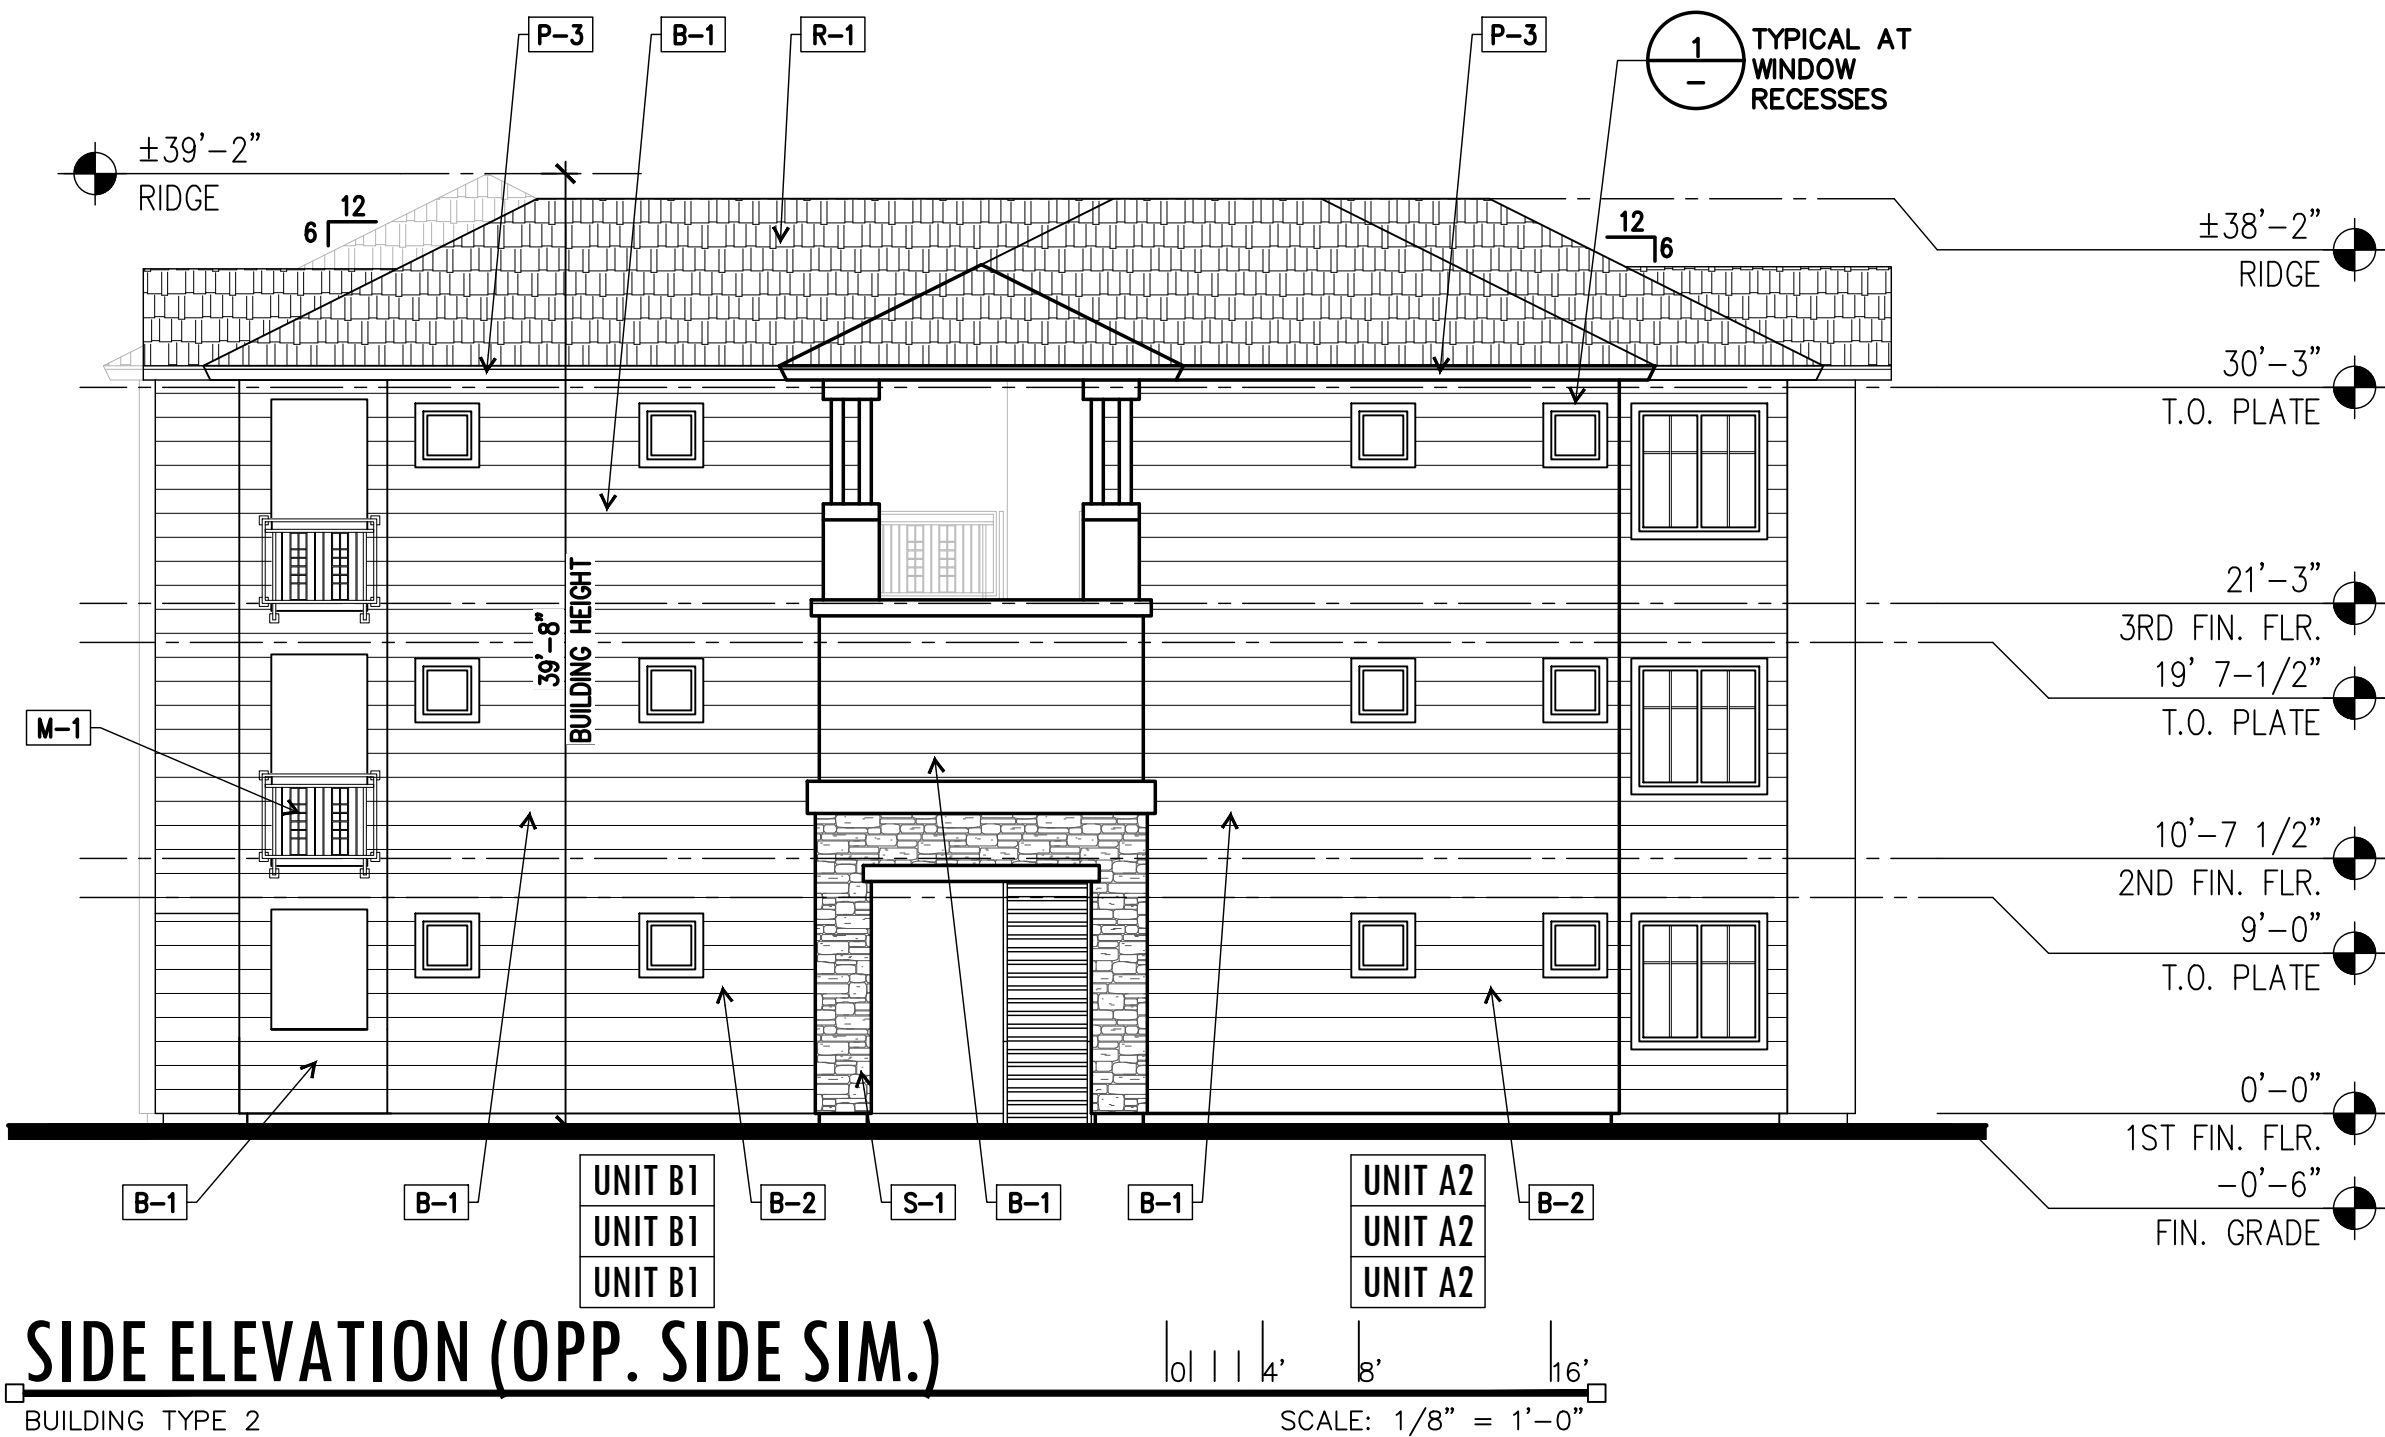 P-3
B-1
R-1
P-3
1
-
TYPICAL AT
WINDOW
RECESSES
±39'-2"
RIDGE
12
6
12
6
±38'-2"
RIDGE
30'-3"
T.O. PLATE
21'-3"
3RD FIN. FLR.
19' 7-1/2"
T.O. PLATE
39'-8"
BUILDING HEIGHT
M-1
10'-7 1/2"
2ND FIN. FLR.
9'-0"
T.O. PLATE
0'-0"
1ST FIN. FLR.
-0'-6"
FIN. GRADE
B-1
B-1
UNIT B1
UNIT B1
UNIT B1
B-2
S-1
B-1
B-1
UNIT A2
UNIT A2
UNIT A2
B-2
SIDE ELEVATION (OPP. SIDE SIM.)
0 4' 8' 16'
BUILDING TYPE 2
SCALE: 1/8" = 1'-0"